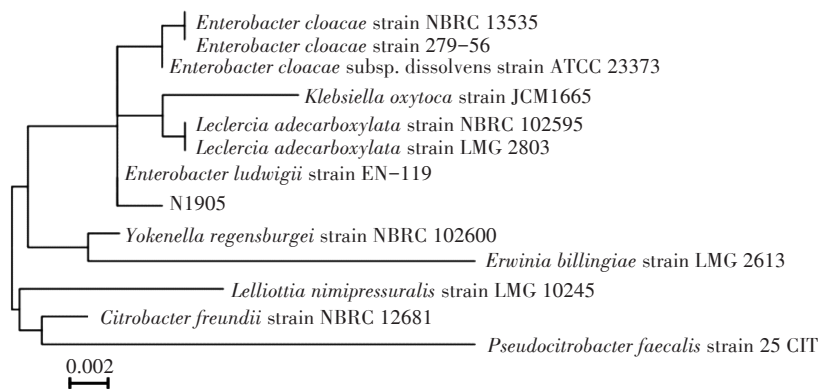 Enterobacter cloacae strain NBRC 13535
Enterobacter cloacae strain 279−56
Enterobacter cloacae subsp. dissolvens strain ATCC 23373
Klebsiella oxytoca strain JCM1665
Leclercia adecarboxylata strain NBRC 102595
Leclercia adecarboxylata strain LMG 2803
Enterobacter ludwigii strain EN−119
N1905
Yokenella regensburgei strain NBRC 102600
Erwinia billingiae strain LMG 2613
Lelliottia nimipressuralis strain LMG 10245
Citrobacter freundii strain NBRC 12681
Pseudocitrobacter faecalis strain 25 CIT
0.002